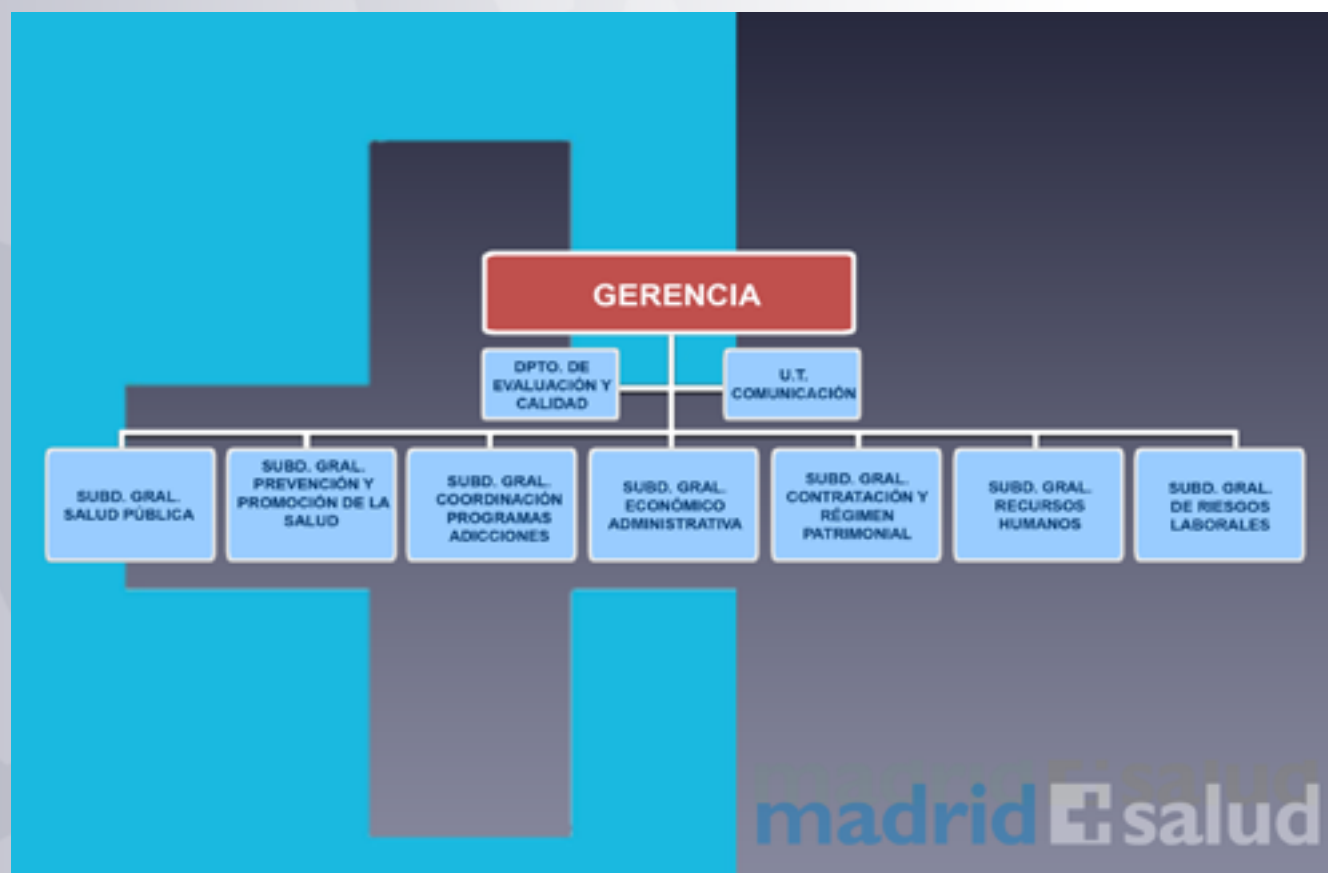 GERENCIA
DPTO. DE
EVALUACIÓN Y
CALIDAD
U.T.
COMUNICACIÓN
SUBD. GRAL.
SALUD PÚBLICA
SUBD. GRAL.
PREVENCIÓN Y
PROMOCIÓN DE LA
SALUD
SUBD. GRAL.
COORDINACIÓN
PROGRAMAS
ADICCIONES
SUBD. GRAL.
ECONÓMICO
ADMINISTRATIVA
SUBD. GRAL.
CONTRATACIÓN Y
RÉGIMEN
PATRIMONIAL
SUBD. GRAL.
RECURSOS
HUMANOS
SUBD. GRAL.
DE RIESGOS
LABORALES
madrid salud
madrid+salud